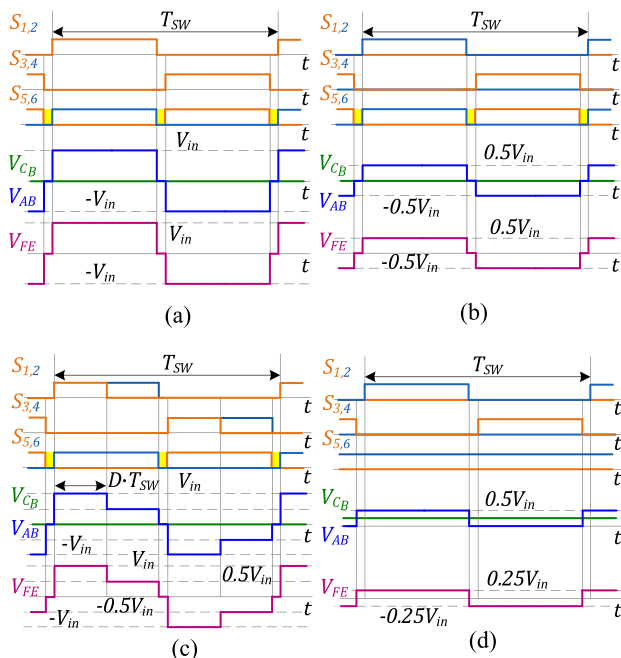 S1,2
TSW
t
S3,4
t
S5,6
t
Vin
VCB
VAB
-Vin
Vin
VFE
t
-Vin
(a)
S1,2
TSW
t
S3,4
t
S5,6
t
0.5Vin
VCB
VAB
-0.5Vin
0.5Vin
VFE
t
-0.5Vin
(b)
S1,2
TSW
t
S3,4
t
S5,6
t
D·TSW
Vin
VCB
VAB
-Vin
Vin
0.5Vin
VFE
-0.5Vin
t
-Vin
(c)
S1,2
TSW
t
S3,4
t
S5,6
t
0.5Vin
VCB
VAB
t
0.25Vin
VFE
-0.25Vin
t
(d)